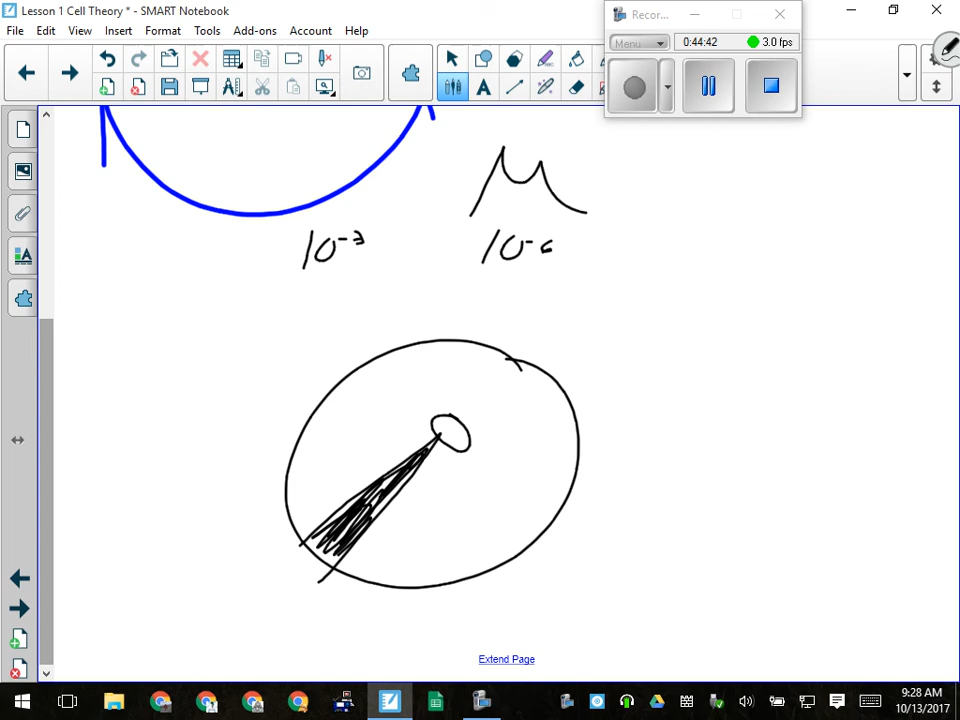 Lesson 1 Cell Theory * - SMART Notebook
Recor...
File Edit View Insert Format Tools Add-ons Account Help
Menu
0:44:42
3.0 fps
A
μ
10⁻³
10⁻⁶
Extend Page
9:28 AM
10/13/2017